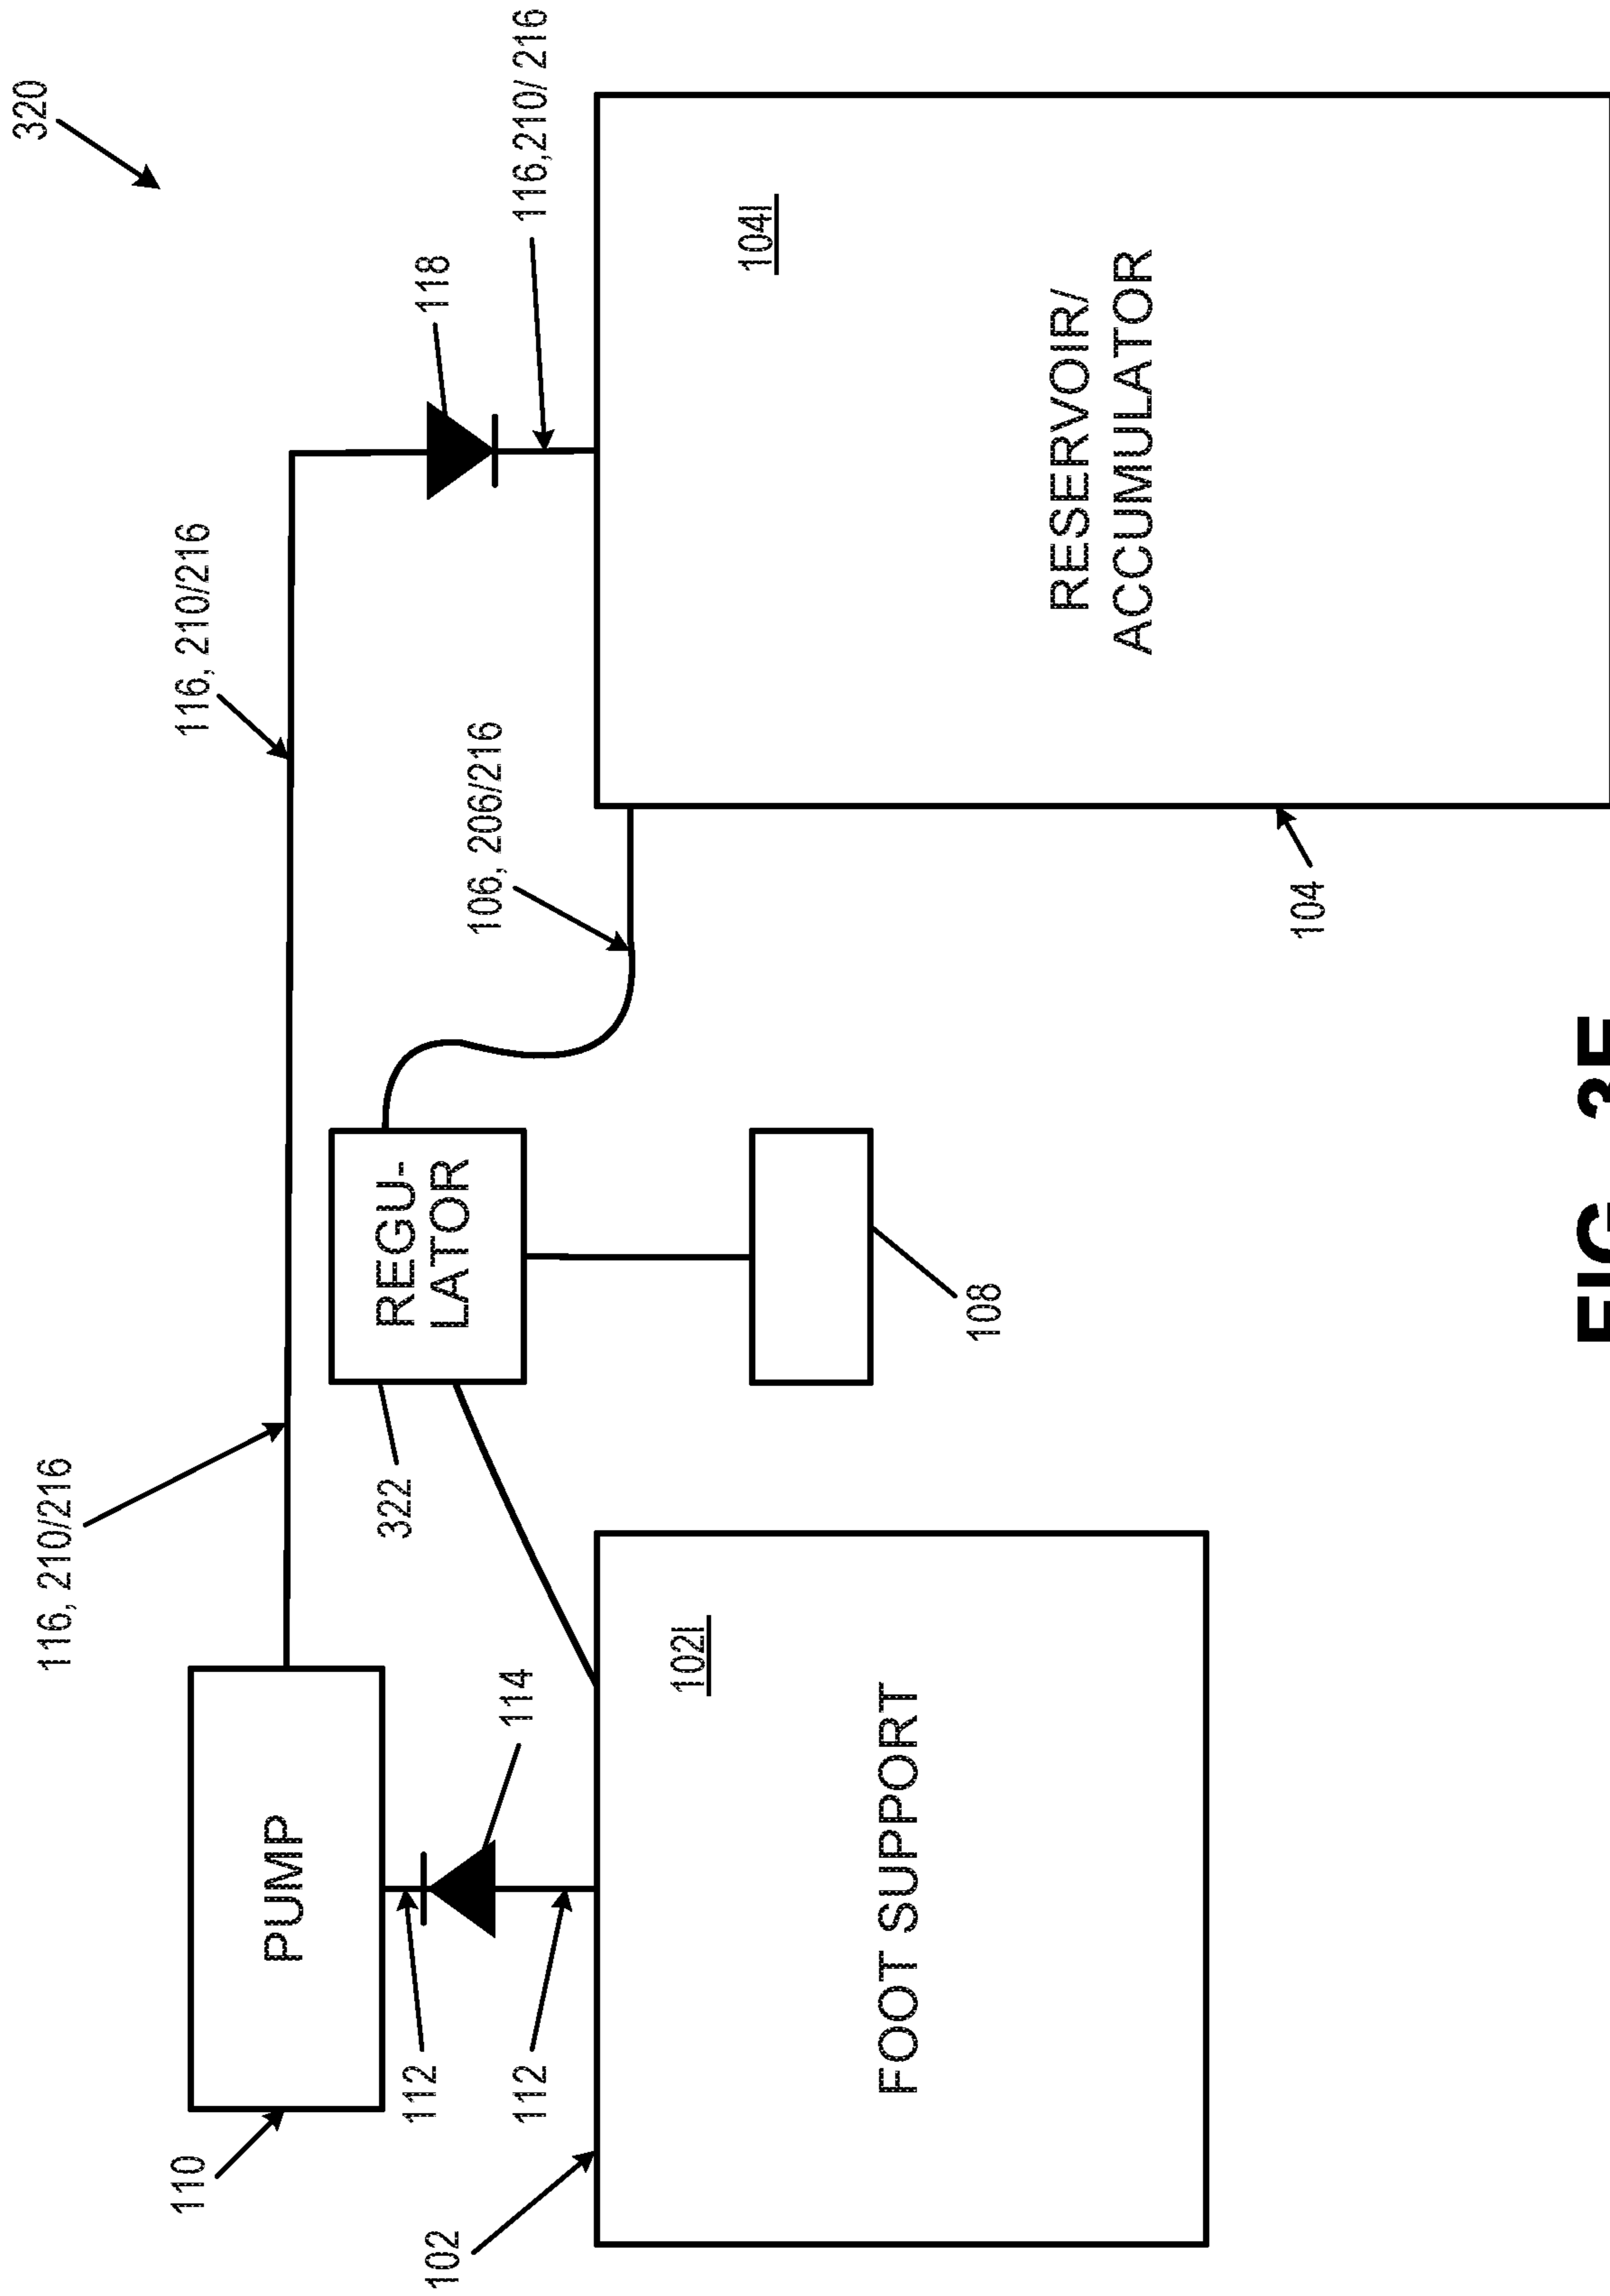 320
116, 210/216
110
116, 210/216
PUMP
322
REGU-
LATOR
112
118
102
106, 206/216
114
112
116,210/ 216
102I
104I
FOOT SUPPORT
108
RESERVOIR/
ACCUMULATOR
104
FIG